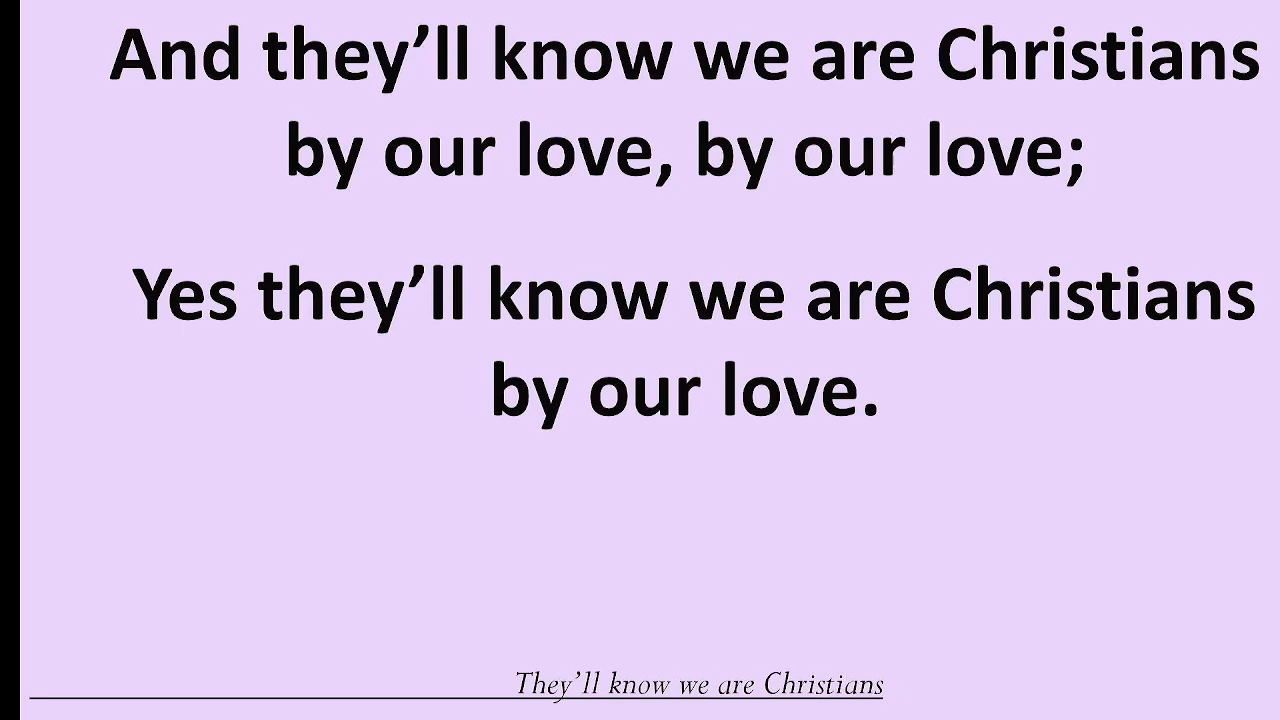 And they’ll know we are Christians
by our love, by our love;
Yes they’ll know we are Christians
by our love.
They’ll know we are Christians